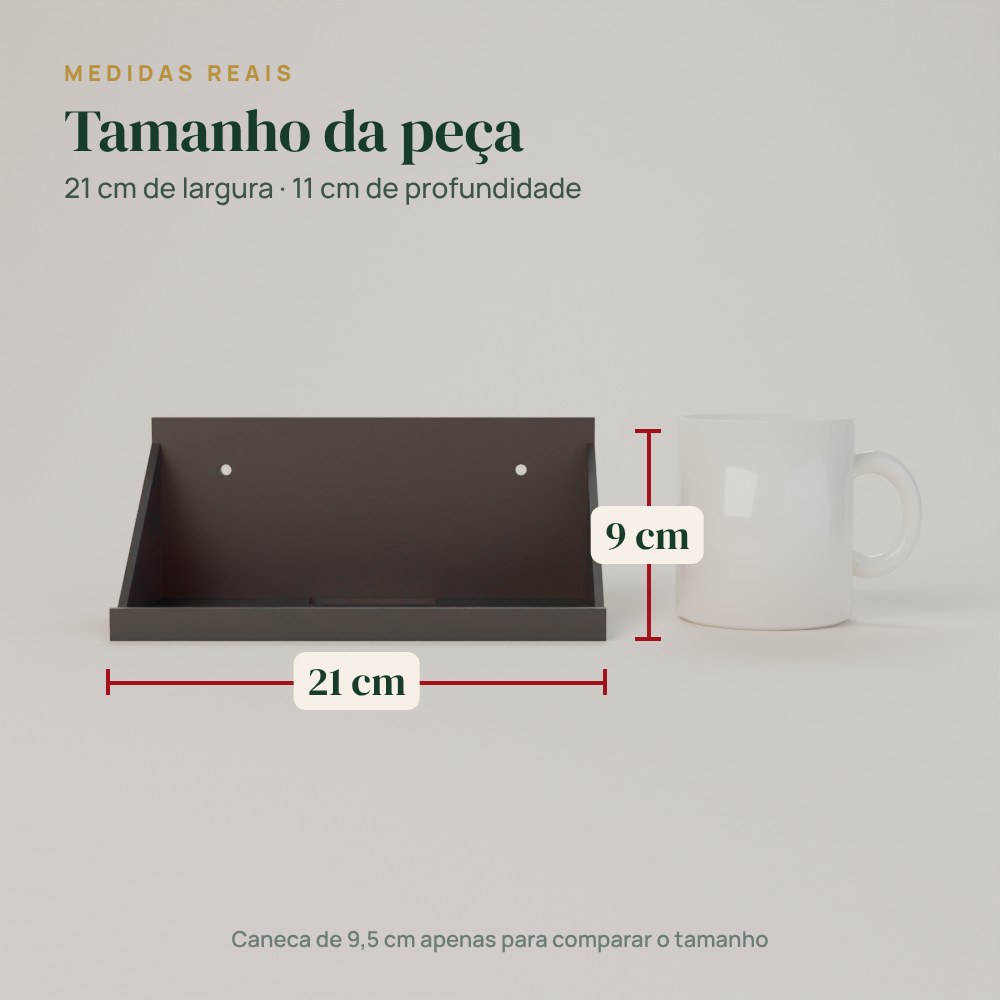 MEDIDAS REAIS
Tamanho da peça
21 cm de largura · 11 cm de profundidade
9 cm
21 cm
Caneca de 9,5 cm apenas para comparar o tamanho